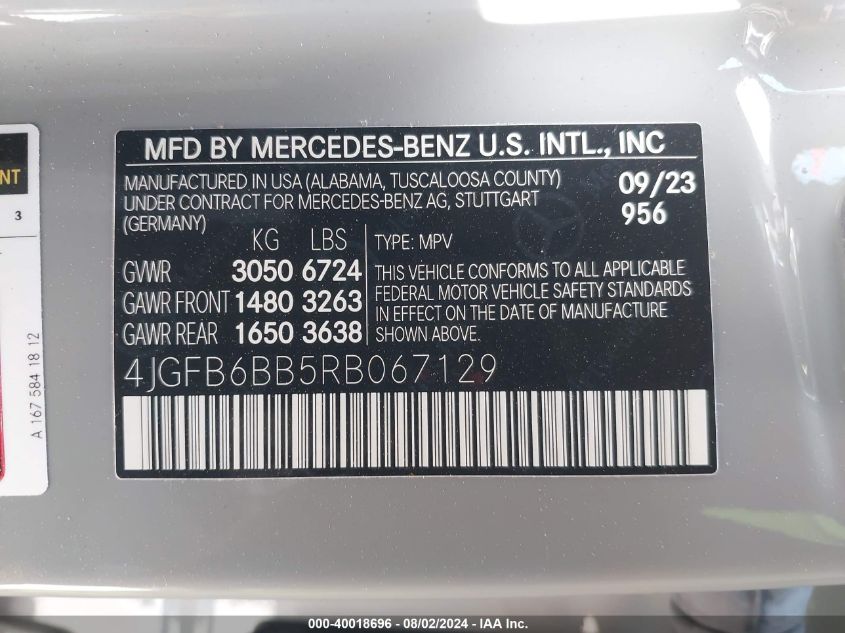 MFD BY MERCEDES-BENZ U.S. INTL., INC
MANUFACTURED IN USA (ALABAMA, TUSCALOOSA COUNTY)
UNDER CONTRACT FOR MERCEDES-BENZ AG, STUTTGART
(GERMANY)
09/23
956
KG LBS
GVWR 3050 6724
GAWR FRONT 1480 3263
GAWR REAR 1650 3638
TYPE: MPV
THIS VEHICLE CONFORMS TO ALL APPLICABLE
FEDERAL MOTOR VEHICLE SAFETY STANDARDS
IN EFFECT ON THE DATE OF MANUFACTURE
SHOWN ABOVE.
4JGFB6BB5RB067129
3
A 167 584 18 12
000-40018696 - 08/02/2024 - IAA Inc.